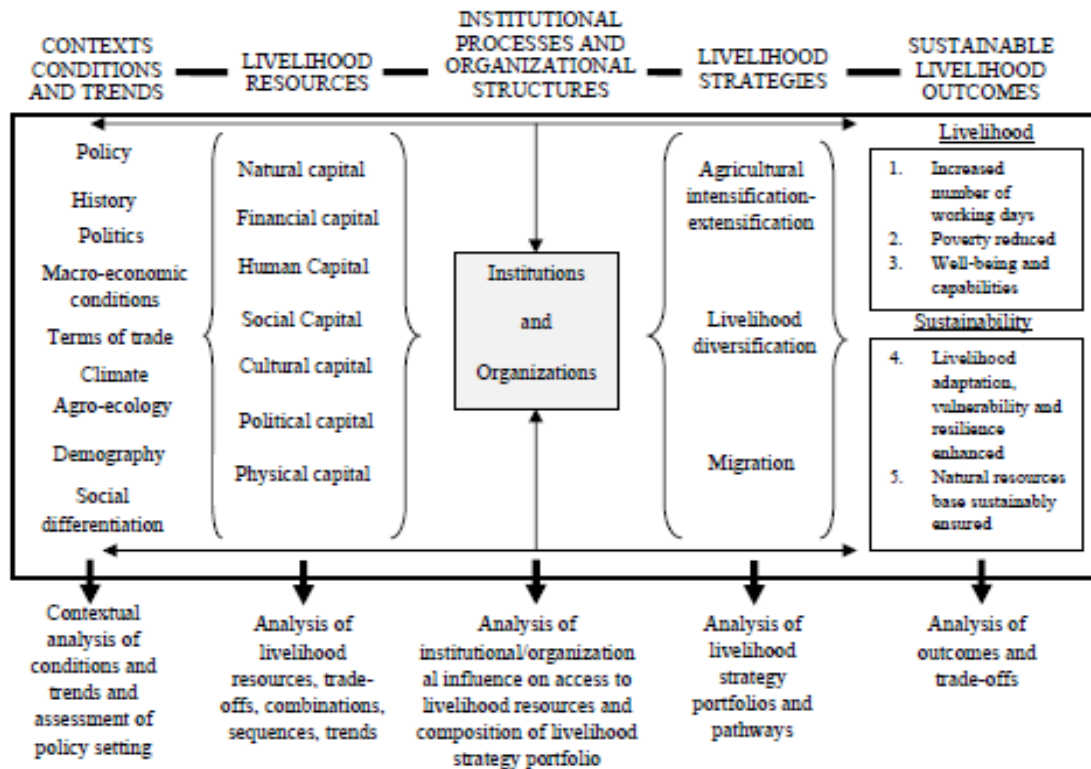 CONTEXTS
CONDITIONS
AND TRENDS
LIVELIHOOD
RESOURCES
INSTITUTIONAL
PROCESSES AND
ORGANIZATIONAL
STRUCTURES
LIVELIHOOD
STRATEGIES
SUSTAINABLE
LIVELIHOOD
OUTCOMES
Policy
History
Politics
Macro-economic
conditions
Terms of trade
Climate
Agro-ecology
Demography
Social
differentiation
Natural capital
Financial capital
Human Capital
Social Capital
Cultural capital
Political capital
Physical capital
Institutions
and
Organizations
Agricultural
intensification-
extensification
Livelihood
diversification
Migration
Livelihood
1. Increased
number of
working days
2. Poverty reduced
3. Well-being and
capabilities
Sustainability
4. Livelihood
adaptation,
vulnerability and
resilience
enhanced
5. Natural resources
base sustainably
ensured
Contextual
analysis of
conditions and
trends and
assessment of
policy setting
Analysis of
livelihood
resources, trade-
offs, combinations,
sequences, trends
Analysis of
institutional/organization
al influence on access to
livelihood resources and
composition of livelihood
strategy portfolio
Analysis of
livelihood
strategy
portfolios and
pathways
Analysis of
outcomes and
trade-offs